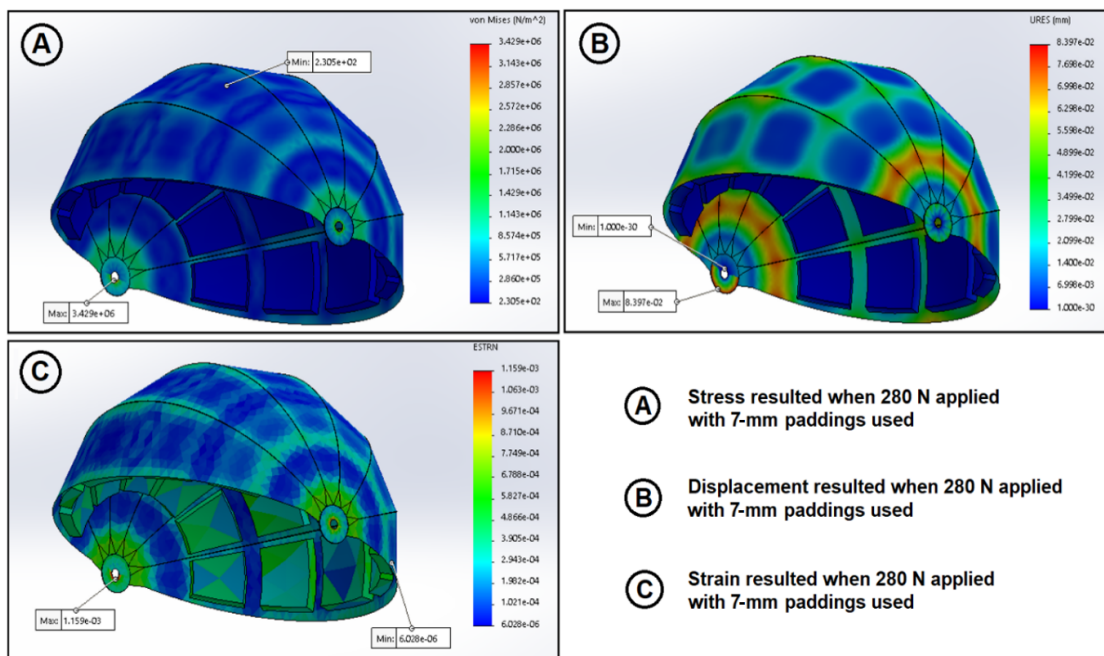 A
von Mises (N/m^2)
3.429e+06
3.144e+06
2.857e+06
2.572e+06
2.286e+06
2.000e+06
1.715e+06
1.429e+06
1.143e+06
8.574e+05
5.717e+05
2.860e+05
2.305e+02
Min: 2.305e+02
Max: 3.429e+06
B
URES (mm)
8.397e-02
7.697e-02
6.998e-02
6.298e-02
5.598e-02
4.899e-02
4.199e-02
3.499e-02
2.799e-02
2.099e-02
1.400e-02
6.998e-03
1.000e-30
Min: 1.000e-30
Max: 8.397e-02
C
ESTRN
1.159e-03
1.063e-03
9.671e-04
8.710e-04
7.749e-04
6.788e-04
5.827e-04
4.866e-04
3.905e-04
2.943e-04
1.982e-04
1.021e-04
6.028e-06
Max: 1.159e-03
Min: 6.028e-06
A Stress resulted when 280 N applied
with 7-mm paddings used
B Displacement resulted when 280 N applied
with 7-mm paddings used
C Strain resulted when 280 N applied
with 7-mm paddings used